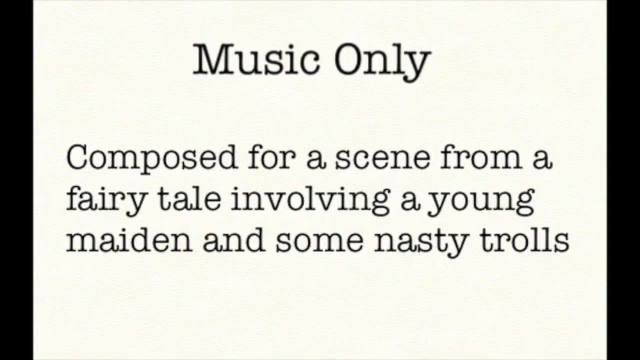 Music Only
Composed for a scene from a
fairy tale involving a young
maiden and some nasty trolls